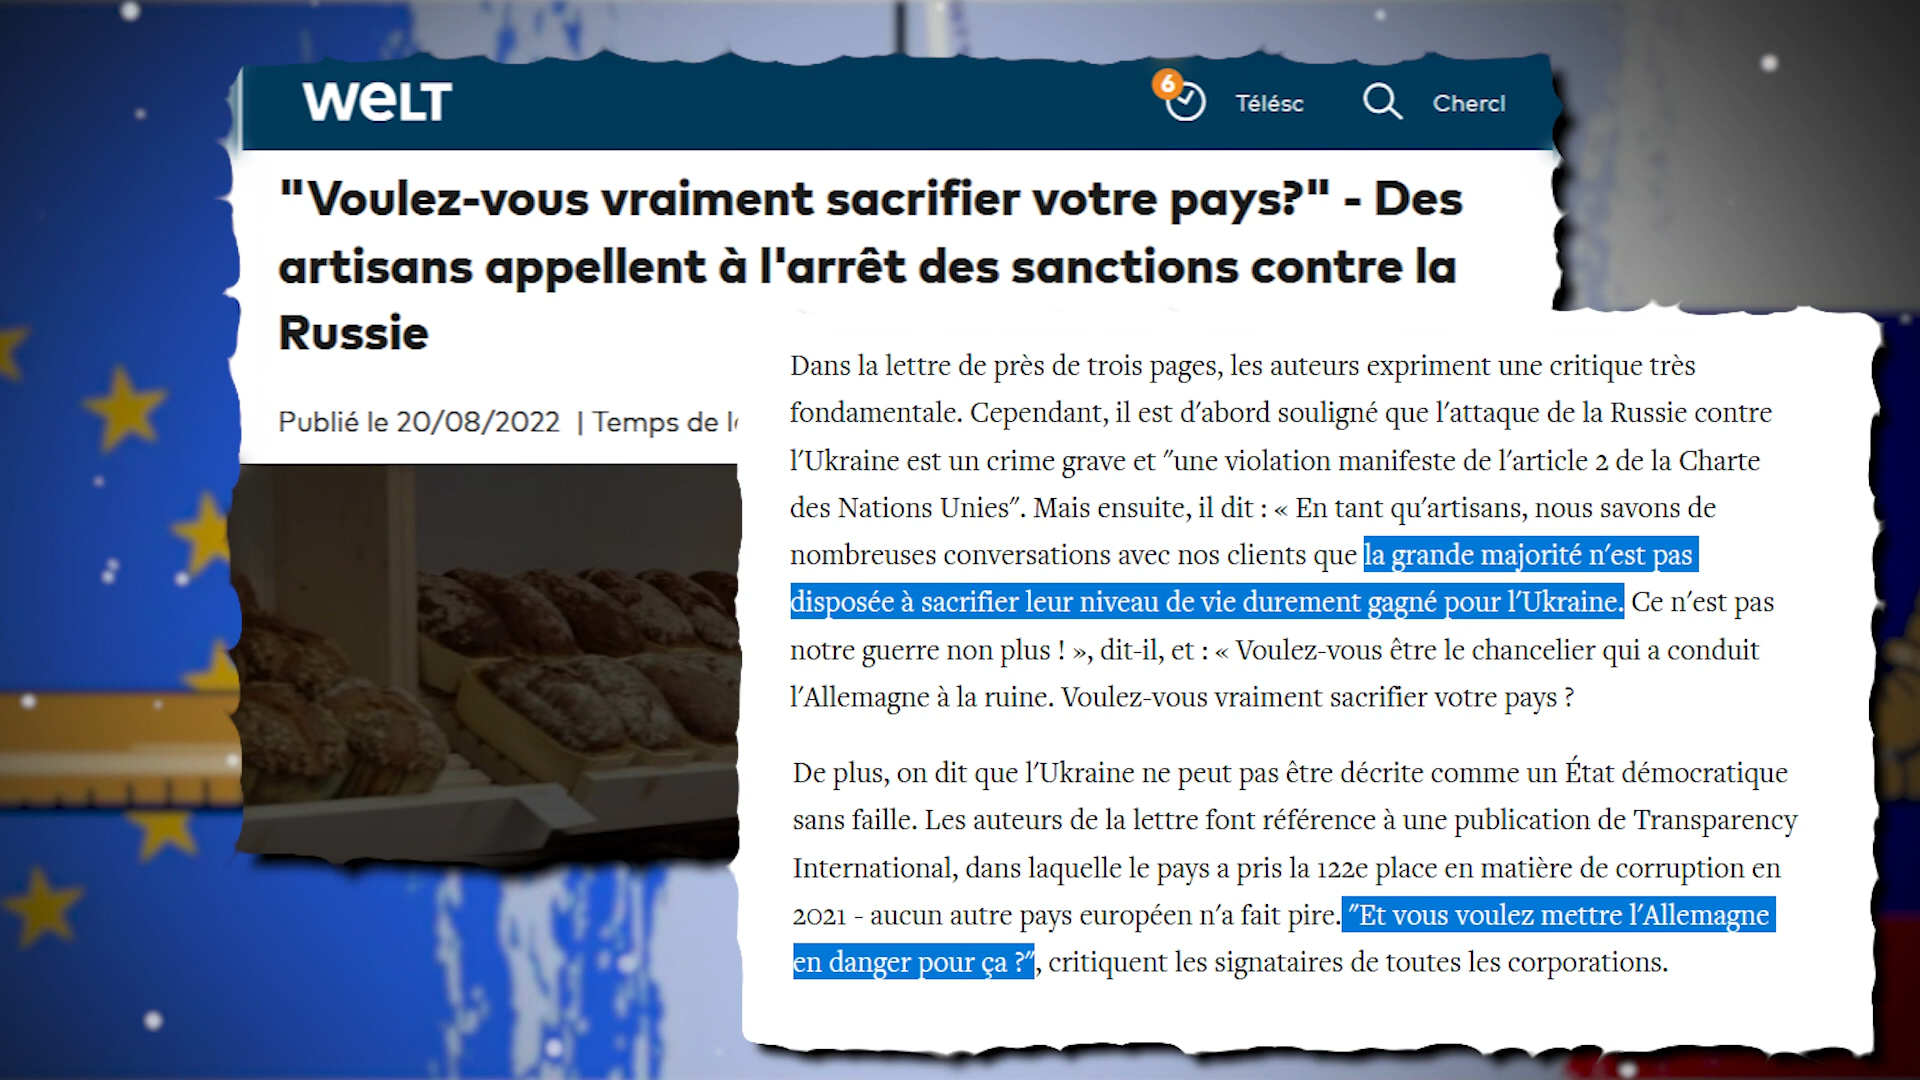 WELT
6
Télésc
Chercl
"Voulez-vous vraiment sacrifier votre pays?" - Des
artisans appellent à l'arrêt des sanctions contre la
Russie
Publié le 20/08/2022 | Temps de
Dans la lettre de près de trois pages, les auteurs expriment une critique très
fondamentale. Cependant, il est d'abord souligné que l'attaque de la Russie contre
l'Ukraine est un crime grave et "une violation manifeste de l'article 2 de la Charte
des Nations Unies". Mais ensuite, il dit : « En tant qu'artisans, nous savons de
nombreuses conversations avec nos clients que la grande majorité n'est pas
disposée à sacrifier leur niveau de vie durement gagné pour l'Ukraine. Ce n'est pas
notre guerre non plus ! », dit-il, et : « Voulez-vous être le chancelier qui a conduit
l'Allemagne à la ruine. Voulez-vous vraiment sacrifier votre pays ?
De plus, on dit que l'Ukraine ne peut pas être décrite comme un État démocratique
sans faille. Les auteurs de la lettre font référence à une publication de Transparency
International, dans laquelle le pays a pris la 122e place en matière de corruption en
2021 - aucun autre pays européen n'a fait pire. "Et vous voulez mettre l'Allemagne
en danger pour ça ?", critiquent les signataires de toutes les corporations.